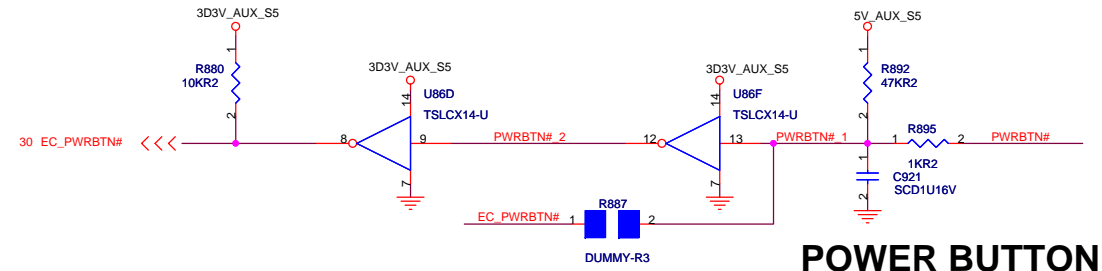 3D3V_AUX_S5
5V_AUX_S5
1
R880
10KR2
2
3D3V_AUX_S5
14
U86D
TSLCX14-U
3D3V_AUX_S5
14
U86F
TSLCX14-U
1
R892
47KR2
2
30 EC_PWRBTN#
8
9
PWRBTN#_2
12
13
PWRBTN#_1
1
R895
2
PWRBTN#
1KR2
7
7
1
C921
SCD1U16V
2
EC_PWRBTN#
1
R887
2
DUMMY-R3
POWER BUTTON